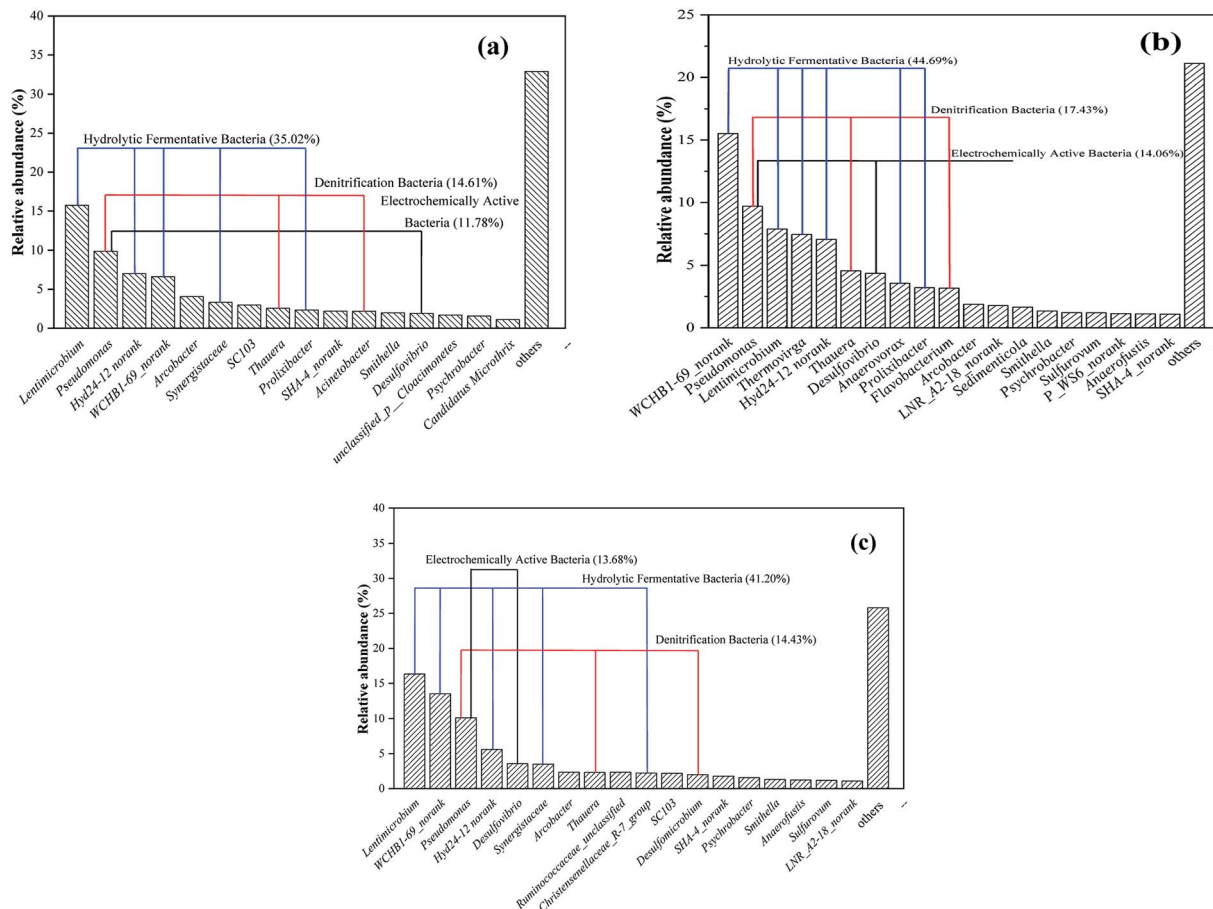 (a)
Relative abundance (%)
40
35
30
25
20
15
10
5
0
Hydrolytic Fermentative Bacteria (35.02%)
Denitrification Bacteria (14.61%)
Electrochemically Active
Bacteria (11.78%)
Lentimicrobium
Pseudomonas
Hyd24-12 norank
WCHB1-69_norank
Arcobacter
Synergistaceae
SC103
Thauera
Prolixibacter
SHA-4_norank
Acinetobacter
Smithella
Desulfovibrio
unclassified_p__Cloacimonetes
Psychrobacter
Candidatus Microthrix
others
--
(b)
Relative abundance (%)
25
20
15
10
5
0
Hydrolytic Fermentative Bacteria (44.69%)
Denitrification Bacteria (17.43%)
Electrochemically Active Bacteria (14.06%)
WCHB1-69_norank
Pseudomonas
Lentimicrobium
Thermovirga
Hyd24-12_norank
Thauera
Desulfovibrio
Anaerovorax
Prolixibacter
Flavobacterium
Arcobacter
LNR_A2-18_norank
Sedimenticola
Smithella
Psychrobacter
Sulfurovum
P_WS6_norank
Anaerofustis
SHA-4_norank
others
(c)
Relative abundance (%)
40
35
30
25
20
15
10
5
0
Electrochemically Active Bacteria (13.68%)
Hydrolytic Fermentative Bacteria (41.20%)
Denitrification Bacteria (14.43%)
Lentimicrobium
WCHB1-69_norank
Pseudomonas
Hyd24-12 norank
Desulfovibrio
Synergistaceae
Arcobacter
Thauera
Ruminococcaceae_unclassified
Christensenellaceae_R-7_group
SC103
Desulfomicrobium
SHA-4_norank
Psychrobacter
Smithella
Anaerofustis
Sulfurovum
LNR_A2-18_norank
others
--